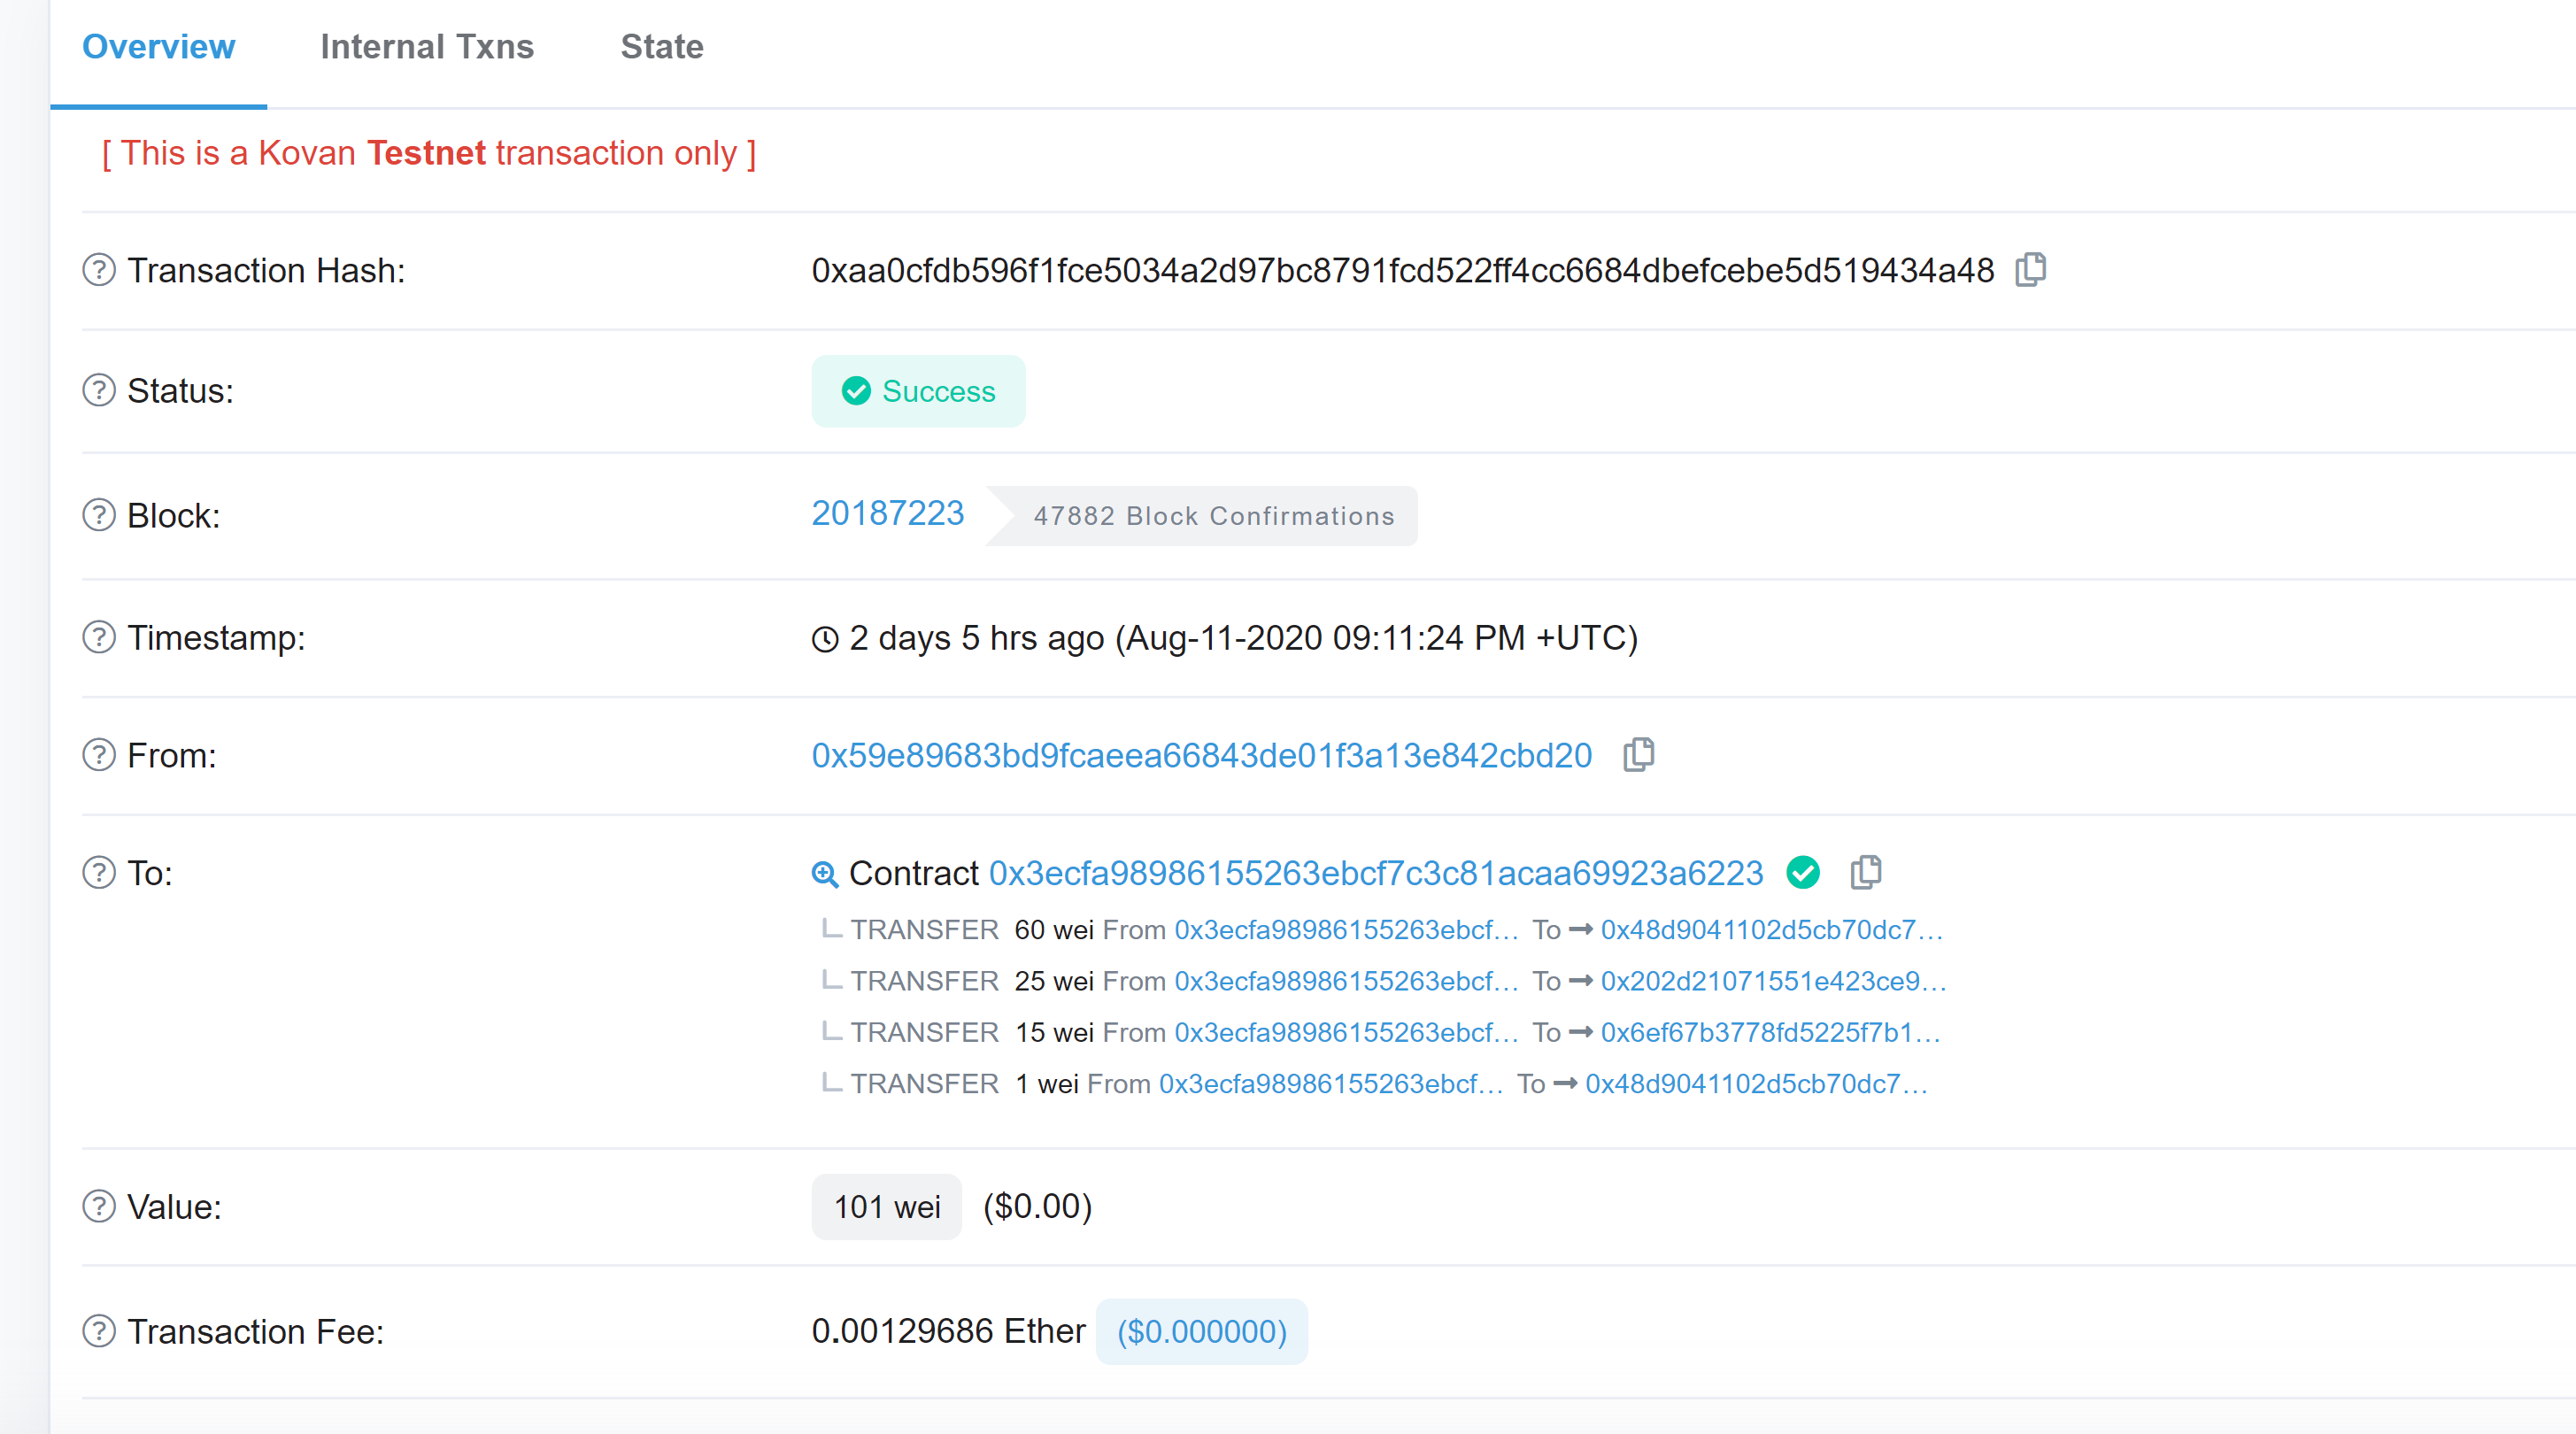 Overview Internal Txns State
[ This is a Kovan Testnet transaction only ]
Transaction Hash: 0xaa0cfdb596f1fce5034a2d97bc8791fcd522ff4cc6684dbefcebe5d519434a48
Status: Success
Block: 20187223 47882 Block Confirmations
Timestamp: 2 days 5 hrs ago (Aug-11-2020 09:11:24 PM +UTC)
From: 0x59e89683bd9fcaeea66843de01f3a13e842cbd20
To: Contract 0x3ecfa98986155263ebcf7c3c81acaa69923a6223
TRANSFER 60 wei From 0x3ecfa98986155263ebcf… To 0x48d9041102d5cb70dc7…
TRANSFER 25 wei From 0x3ecfa98986155263ebcf… To 0x202d21071551e423ce9…
TRANSFER 15 wei From 0x3ecfa98986155263ebcf… To 0x6ef67b3778fd5225f7b1…
TRANSFER 1 wei From 0x3ecfa98986155263ebcf… To 0x48d9041102d5cb70dc7…
Value: 101 wei ($0.00)
Transaction Fee: 0.00129686 Ether ($0.000000)